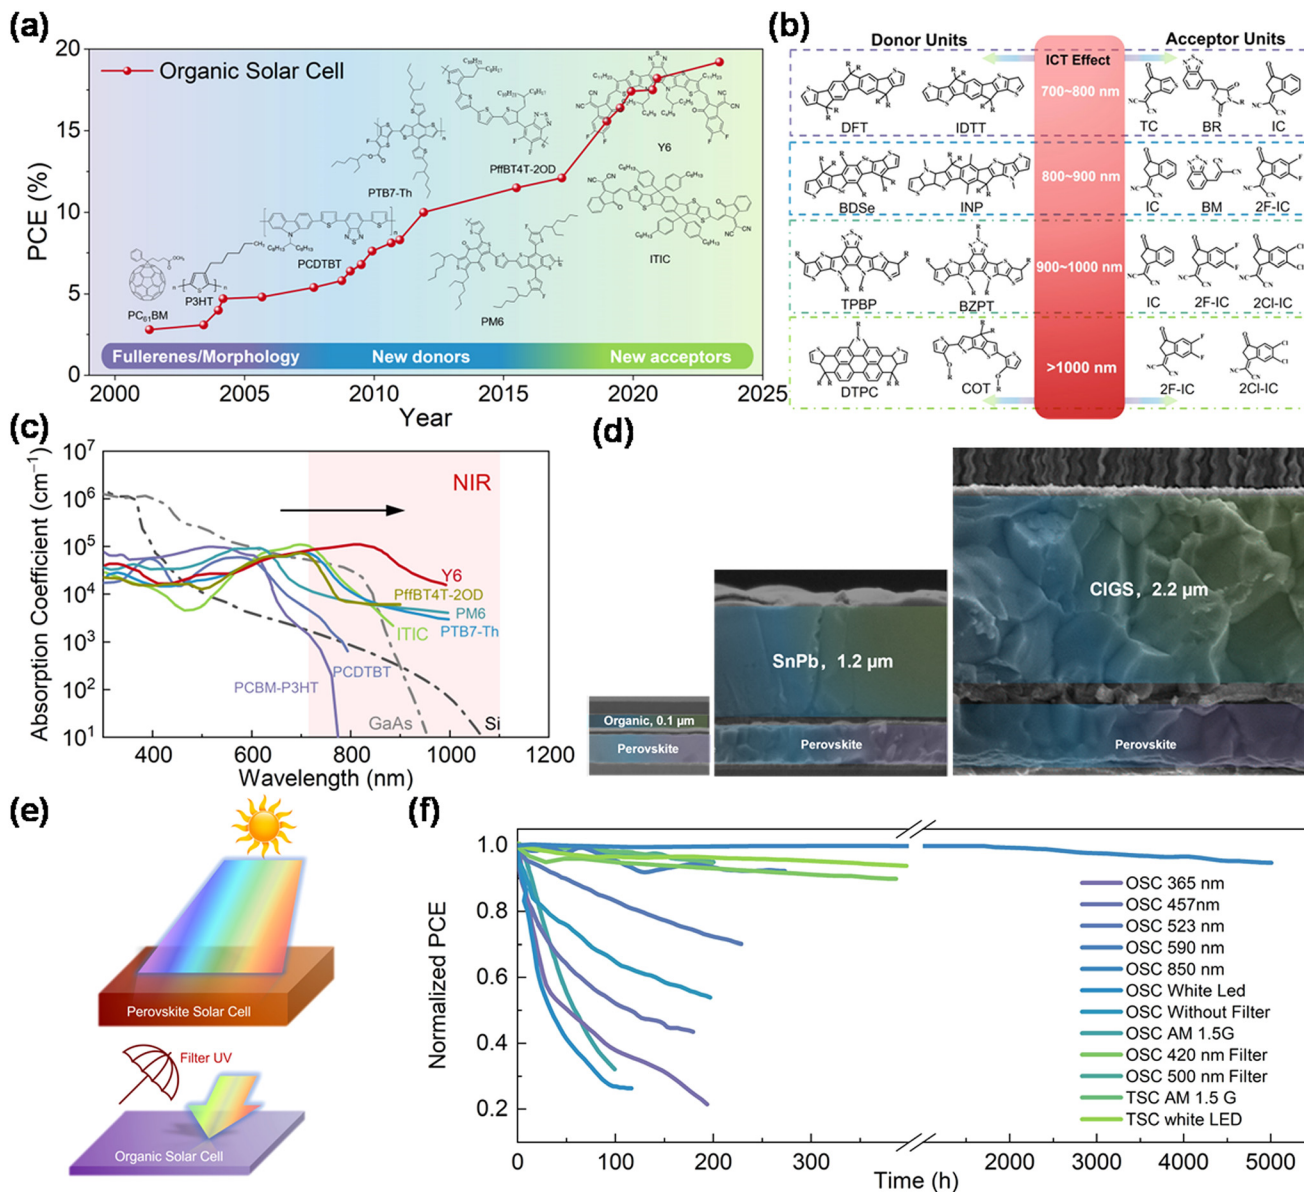 (a)
20
15
10
5
0
PCE (%)
Organic Solar Cell
PC61BM
P3HT
PCDTBT
PTB7-Th
PffBT4T-2OD
PM6
Y6
ITIC
Fullerenes/Morphology
New donors
New acceptors
2000
2005
2010
2015
2020
2025
Year
(b)
Donor Units
ICT Effect
Acceptor Units
700~800 nm
DFT
IDTT
TC
BR
IC
800~900 nm
BDSe
INP
IC
BM
2F-IC
900~1000 nm
TPBP
BZPT
IC
2F-IC
2Cl-IC
>1000 nm
DTPC
COT
2F-IC
2Cl-IC
(c)
Absorption Coefficient (cm−1)
10^7
10^6
10^5
10^4
10^3
10^2
10^1
NIR
Y6
PffBT4T-2OD
PM6
PTB7-Th
ITIC
PCDTBT
PCBM-P3HT
GaAs
Si
400
600
800
1000
1200
Wavelength (nm)
(d)
Organic, 0.1 µm
Perovskite
SnPb, 1.2 µm
Perovskite
CIGS, 2.2 µm
Perovskite
(e)
Perovskite Solar Cell
Filter UV
Organic Solar Cell
(f)
Normalized PCE
1.0
0.8
0.6
0.4
0.2
OSC 365 nm
OSC 457nm
OSC 523 nm
OSC 590 nm
OSC 850 nm
OSC White Led
OSC Without Filter
OSC AM 1.5G
OSC 420 nm Filter
OSC 500 nm Filter
TSC AM 1.5 G
TSC white LED
0
100
200
300
2000
3000
4000
5000
Time (h)